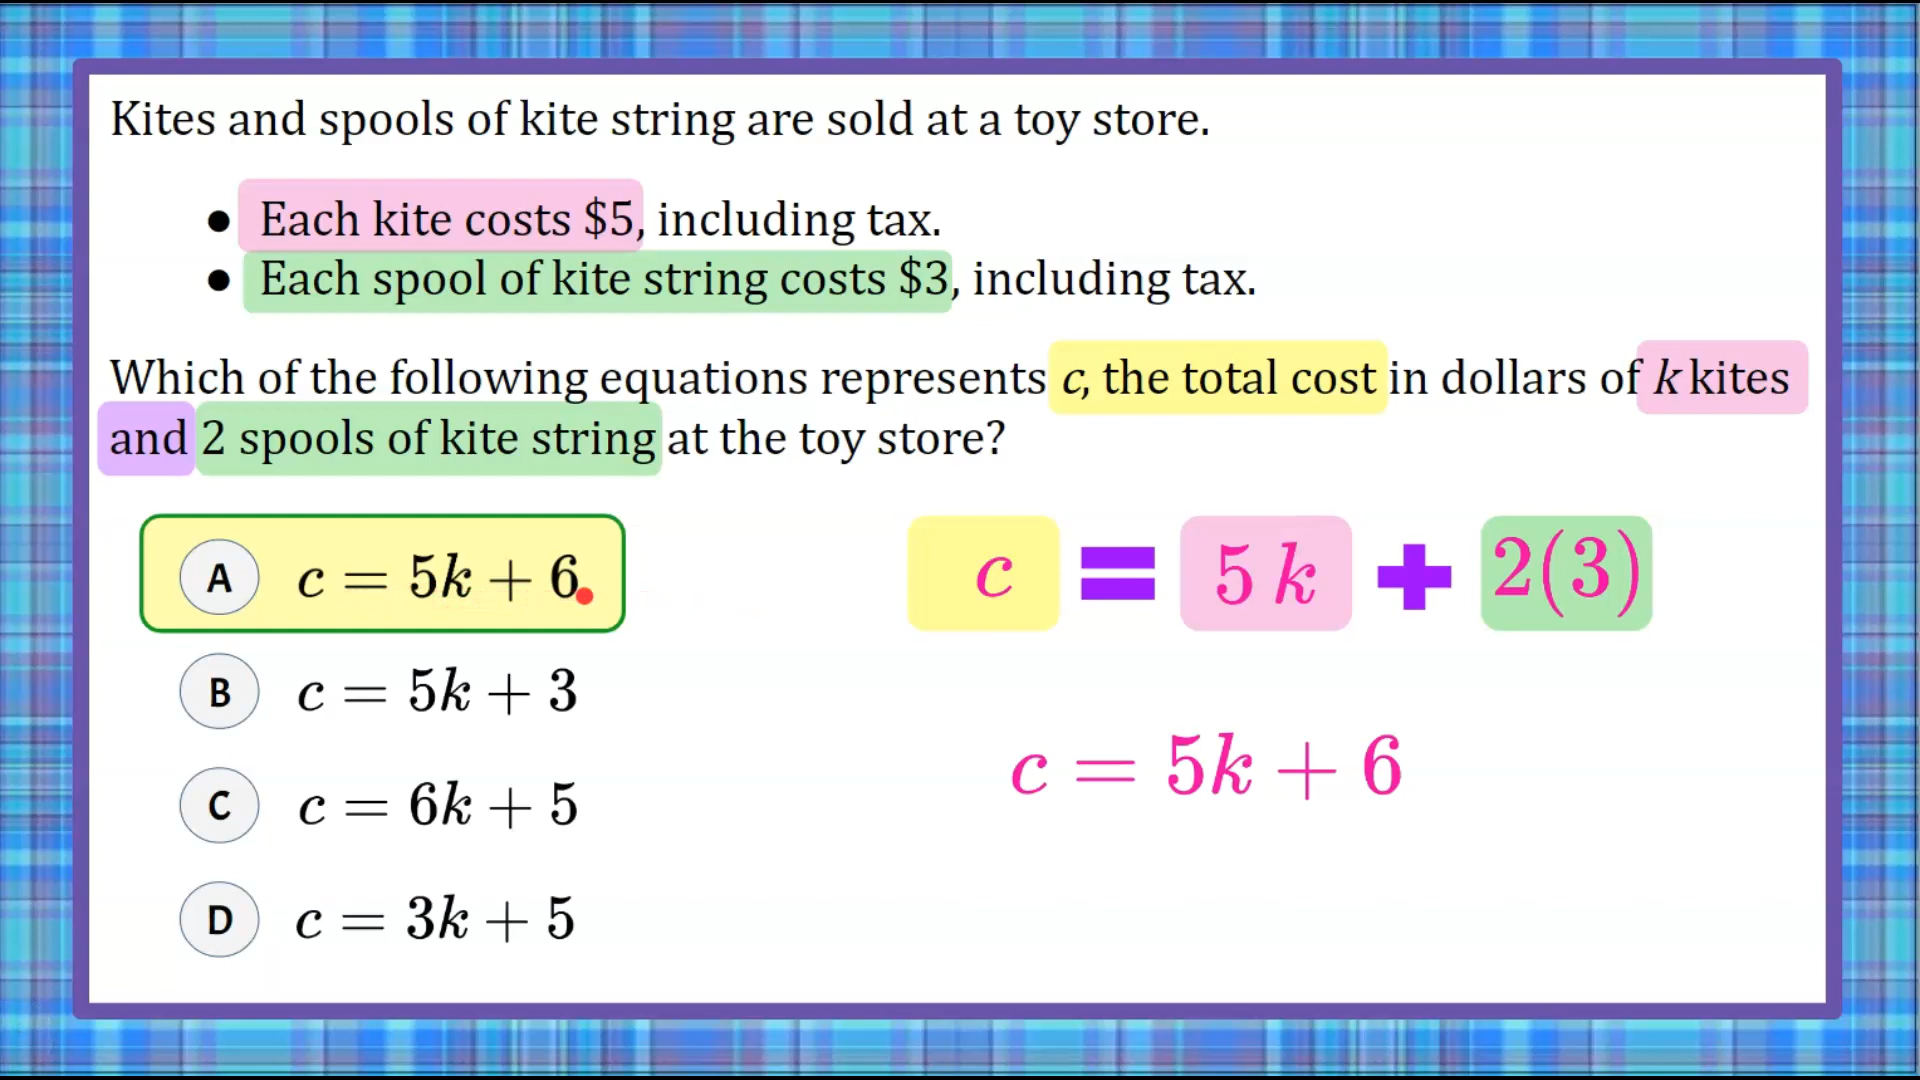 Kites and spools of kite string are sold at a toy store.
● Each kite costs $5, including tax.
● Each spool of kite string costs $3, including tax.
Which of the following equations represents c, the total cost in dollars of k kites
and 2 spools of kite string at the toy store?
A c = 5k + 6
c = 5 k + 2(3)
B c = 5k + 3
c = 5k + 6
C c = 6k + 5
D c = 3k + 5